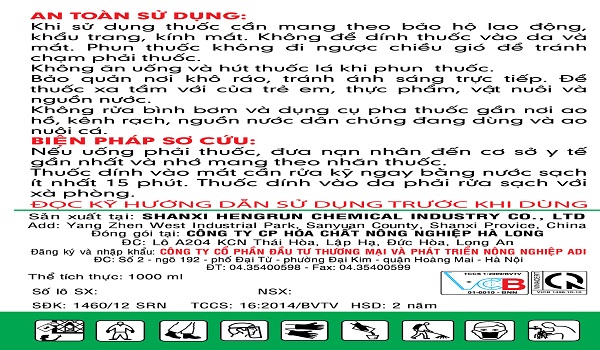 AN TOÀN SỬ DỤNG:
Khi sử dụng thuốc cần mang theo bảo hộ lao động,
khẩu trang, kính mát. Không để dính thuốc vào da và
mắt. Phun thuốc không đi ngược chiều gió để tránh
chạm phải thuốc.
Không ăn uống và hút thuốc lá khi phun thuốc.
Bảo quản nơi khô ráo, tránh ánh sáng trực tiếp. Để
thuốc xa tầm với của trẻ em, thực phẩm, vật nuôi và
nguồn nước.
Không rửa bình bơm và dụng cụ pha thuốc gần nơi ao
hồ, kênh rạch, nguồn nước dân chúng đang dùng và ao
nuôi cá.
BIỆN PHÁP SƠ CỨU:
Nếu uống phải thuốc, đưa nạn nhân đến cơ sở y tế
gần nhất và nhớ mang theo nhãn thuốc.
Thuốc dính vào mắt cần rửa kỹ ngay bằng nước sạch
ít nhất 15 phút. Thuốc dính vào da phải rửa sạch với
xà phòng.
ĐỌC KỸ HƯỚNG DẪN SỬ DỤNG TRƯỚC KHI DÙNG
Sản xuất tại: SHANXI HENGRUN CHEMICAL INDUSTRY CO., LTD
Add: Yang Zhen West Industrial Park, Sanyuan County, Shanxi Provice, China
Đóng gói tại: CÔNG TY CP HÓA CHẤT NÔNG NGHIỆP HÀ LONG
ĐC: Lô A204 KCN Thái Hòa, Lập Hạ, Đức Hòa, Long An
Đăng ký và nhập khẩu: CÔNG TY CỔ PHẦN ĐẦU TƯ THƯƠNG MẠI VÀ PHÁT TRIỂN NÔNG NGHIỆP ADI
ĐC: Số 2 - ngõ 192 - phố Đại Từ - phường Đại Kim - quận Hoàng Mai - Hà Nội
ĐT: 04.35400598 - Fax: 04.35400599
Thể tích thực: 1000 ml
Số lô SX: NSX:
SĐK: 1460/12 SRN TCCS: 16:2014/BVTV HSD: 2 năm
VCB
01-0010 - BNN